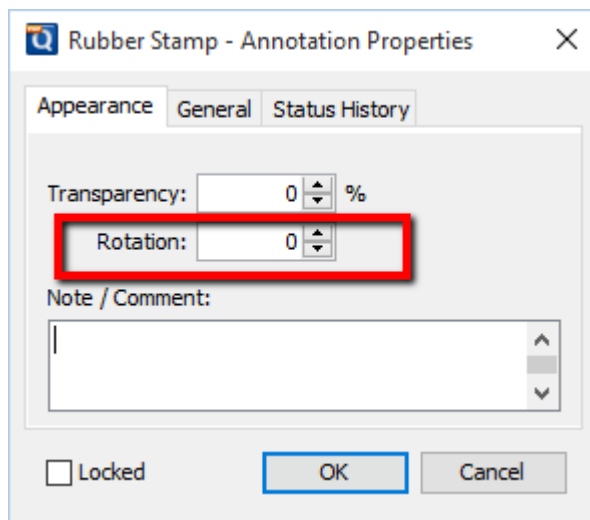 Rubber Stamp - Annotation Properties
Appearance General Status History
Transparency: 0 %
Rotation: 0
Note / Comment:
Locked OK Cancel